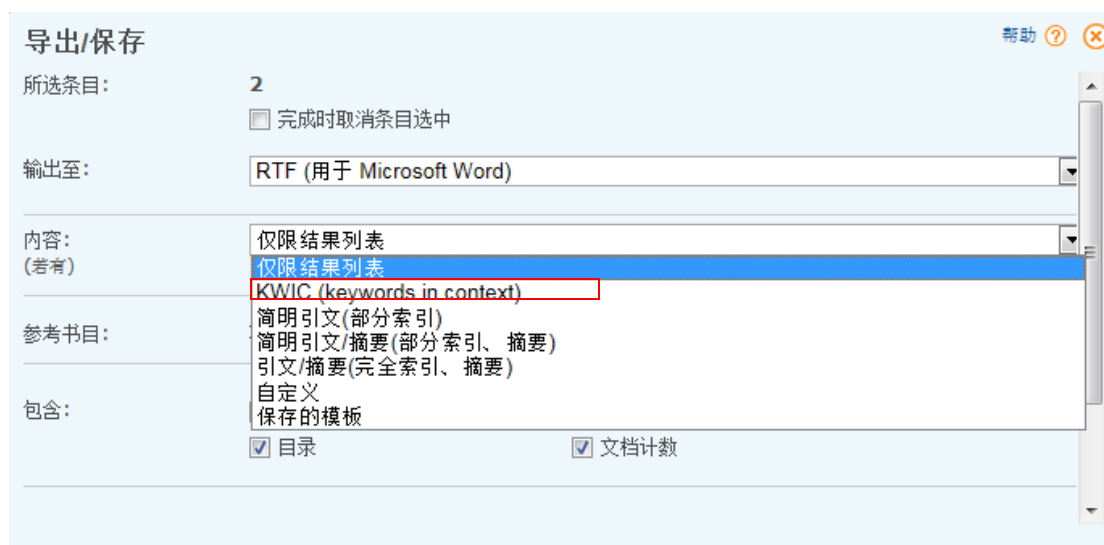 导出/保存
帮助 ?
所选条目: 2
完成时取消条目选中
输出至: RTF (用于 Microsoft Word)
内容: 仅限结果列表
(若有)
仅限结果列表
KWIC (keywords in context)
简明引文(部分索引)
参考书目:
简明引文/摘要(部分索引、摘要)
引文/摘要(完全索引、摘要)
自定义
包含:
保存的模板
目录 文档计数